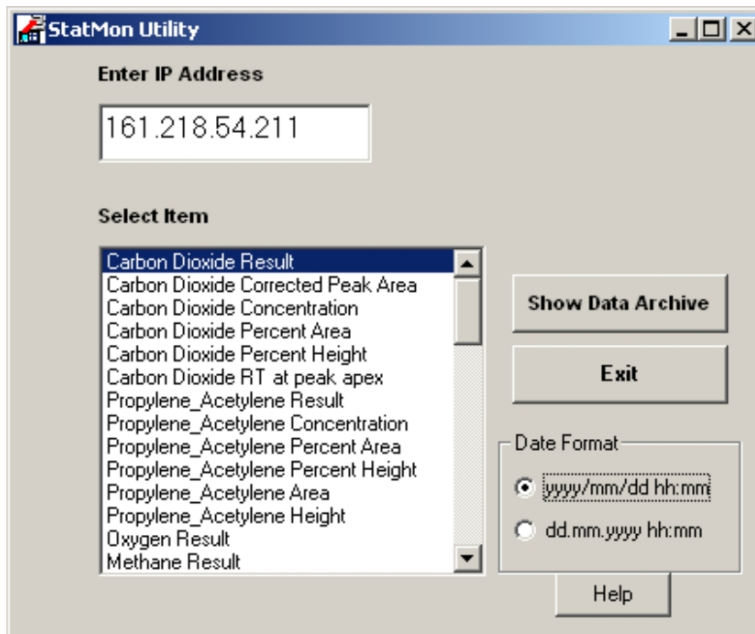 StatMon Utility
Enter IP Address
161.218.54.211
Select Item
Carbon Dioxide Result
Carbon Dioxide Corrected Peak Area
Carbon Dioxide Concentration
Carbon Dioxide Percent Area
Carbon Dioxide Percent Height
Carbon Dioxide RT at peak apex
Propylene_Acetylene Result
Propylene_Acetylene Concentration
Propylene_Acetylene Percent Area
Propylene_Acetylene Percent Height
Propylene_Acetylene Area
Propylene_Acetylene Height
Oxygen Result
Methane Result
Show Data Archive
Exit
Date Format
yyyy/mm/dd hh:mm
dd.mm.yyyy hh:mm
Help